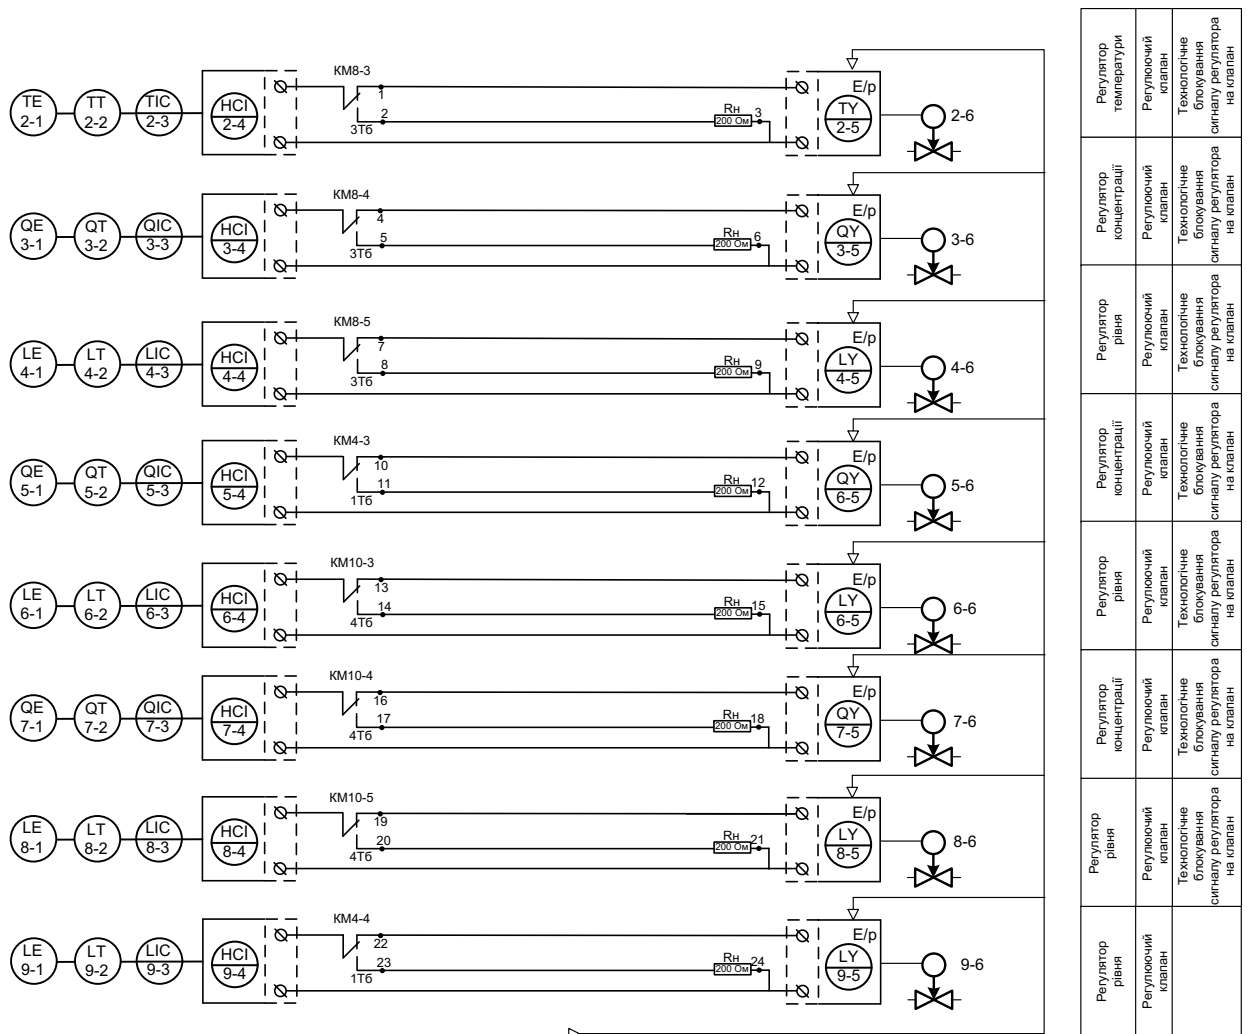 KM8-3
TE
2-1
TT
2-2
TIC
2-3
HCI
2-4
1
2
3Тб
Rн
200 Ом
3
E/p
TY
2-5
2-6
KM8-4
QE
3-1
QT
3-2
QIC
3-3
HCI
3-4
4
5
3Тб
Rн
200 Ом
6
E/p
QY
3-5
3-6
KM8-5
LE
4-1
LT
4-2
LIC
4-3
HCI
4-4
7
8
3Тб
Rн
200 Ом
9
E/p
LY
4-5
4-6
KM4-3
QE
5-1
QT
5-2
QIC
5-3
HCI
5-4
10
11
1Тб
Rн
200 Ом
12
E/p
QY
6-5
5-6
KM10-3
LE
6-1
LT
6-2
LIC
6-3
HCI
6-4
13
14
4Тб
Rн
200 Ом
15
E/p
LY
6-5
6-6
KM10-4
QE
7-1
QT
7-2
QIC
7-3
HCI
7-4
16
17
4Тб
Rн
200 Ом
18
E/p
QY
7-5
7-6
KM10-5
LE
8-1
LT
8-2
LIC
8-3
HCI
8-4
19
20
4Тб
Rн
200 Ом
21
E/p
LY
8-5
8-6
KM4-4
LE
9-1
LT
9-2
LIC
9-3
HCI
9-4
22
23
1Тб
Rн
200 Ом
24
E/p
LY
9-5
9-6
Регулятор
температури
Регулюючий
клапан
Технологічне
блокування
сигналу регулятора
на клапан
Регулятор
концентрації
Регулюючий
клапан
Технологічне
блокування
сигналу регулятора
на клапан
Регулятор
рівня
Регулюючий
клапан
Технологічне
блокування
сигналу регулятора
на клапан
Регулятор
концентрації
Регулюючий
клапан
Технологічне
блокування
сигналу регулятора
на клапан
Регулятор
рівня
Регулюючий
клапан
Технологічне
блокування
сигналу регулятора
на клапан
Регулятор
концентрації
Регулюючий
клапан
Технологічне
блокування
сигналу регулятора
на клапан
Регулятор
рівня
Регулюючий
клапан
Технологічне
блокування
сигналу регулятора
на клапан
Регулятор
рівня
Регулюючий
клапан